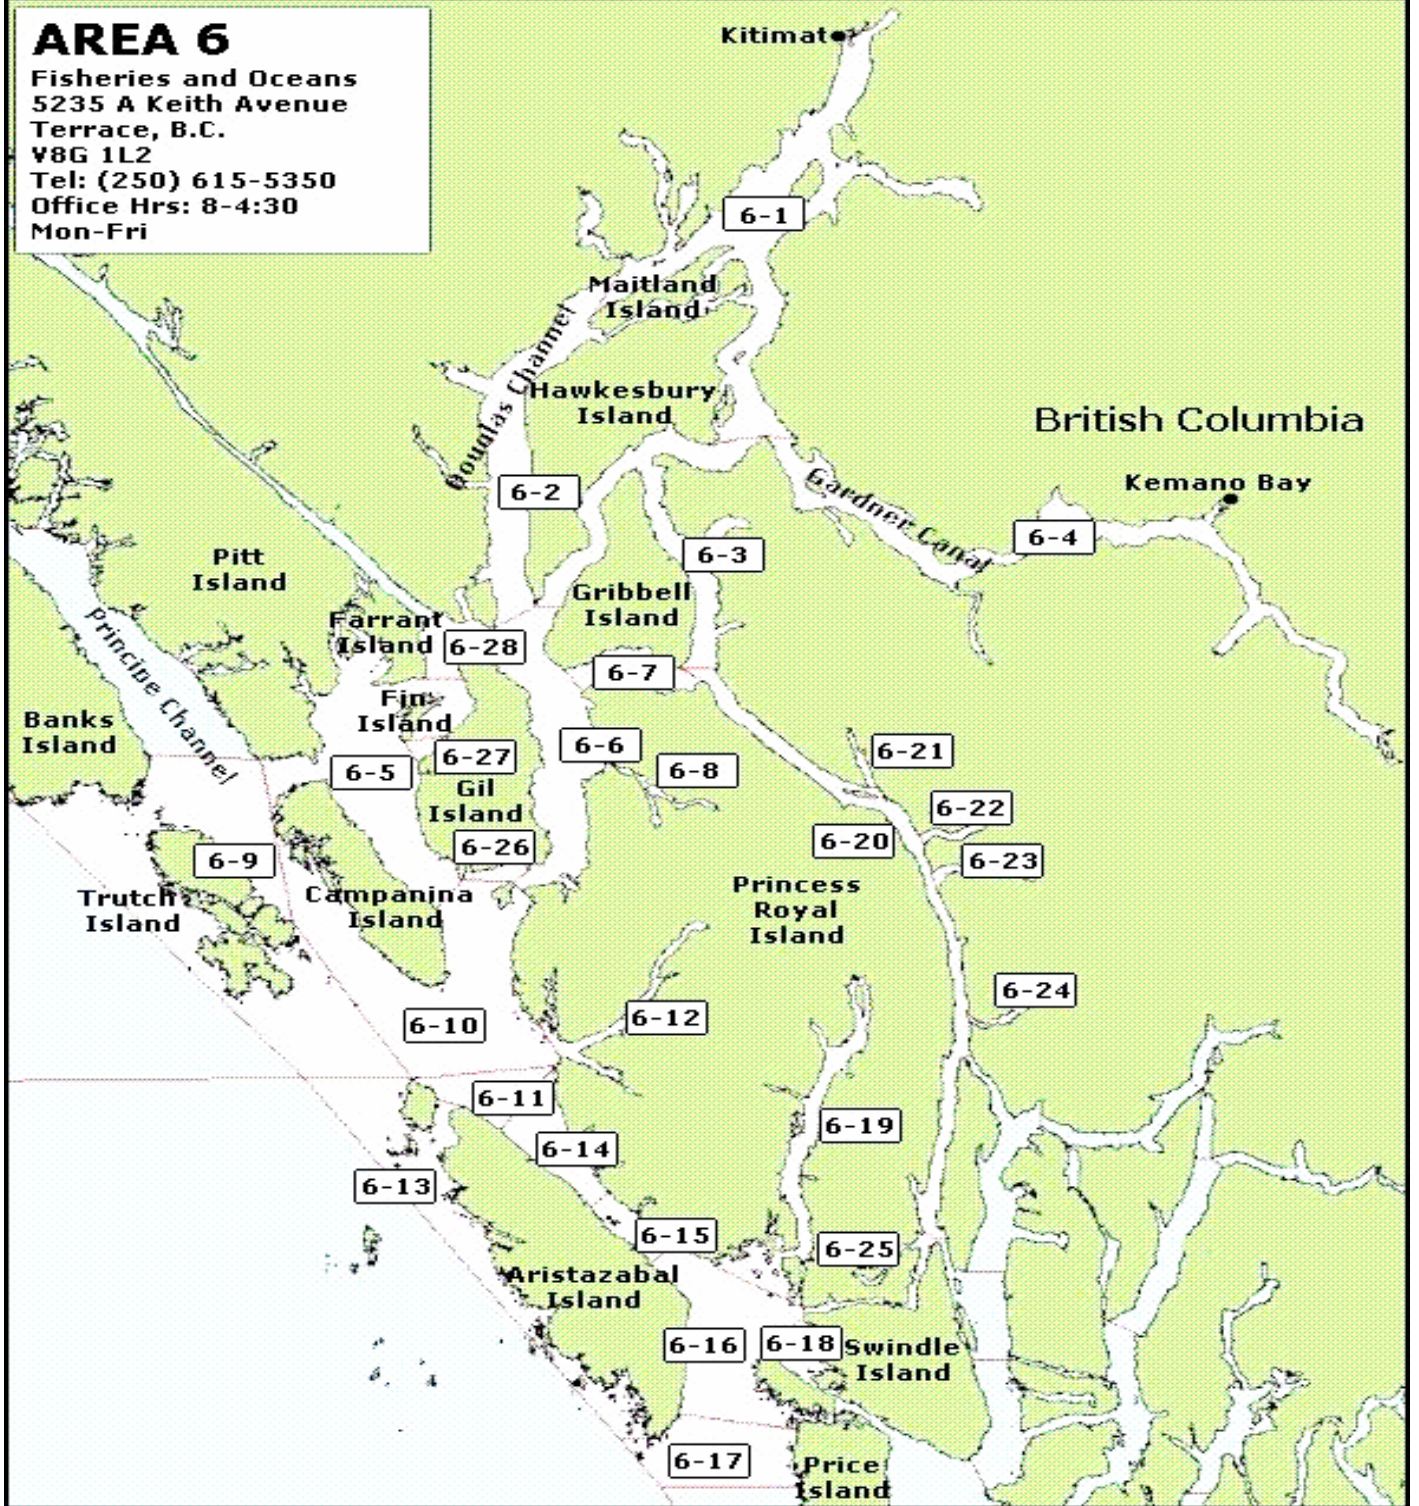 AREA 6
Fisheries and Oceans
5235 A Keith Avenue
Terrace, B.C.
V8G 1L2
Tel: (250) 615-5350
Office Hrs: 8-4:30
Mon-Fri
Kitimat
6-1
Maitland
Island
Douglas Channel
Hawkesbury
Island
British Columbia
Gardner Canal
Kemano Bay
6-2
6-4
6-3
Pitt
Island
Gribbell
Island
Farrant
Island
6-28
6-7
Principe Channel
Fin
Island
Banks
Island
6-6
6-21
6-27
6-5
6-8
Gil
Island
6-22
6-20
6-26
6-9
6-23
Trutch
Island
Campanina
Island
Princess
Royal
Island
6-24
6-10
6-12
6-11
6-19
6-14
6-13
6-15
6-25
Aristazabal
Island
6-16
6-18
Swindle
Island
6-17
Price
Island